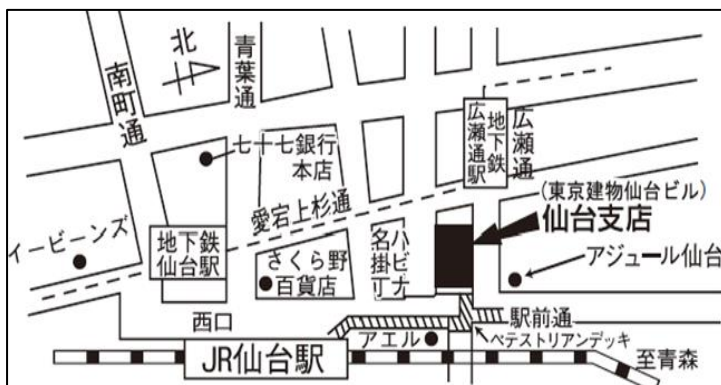 南町通
北
青葉通
七十七銀行
本店
地下鉄
広瀬通駅
広瀬通
愛宕上杉通
(東京建物仙台ビル)
仙台支店
イービーンズ
地下鉄
仙台駅
さくら野
百貨店
ハピナ
名掛丁
アジュール仙台
西口
駅前通
ペデストリアンデッキ
アエル
JR仙台駅
至青森